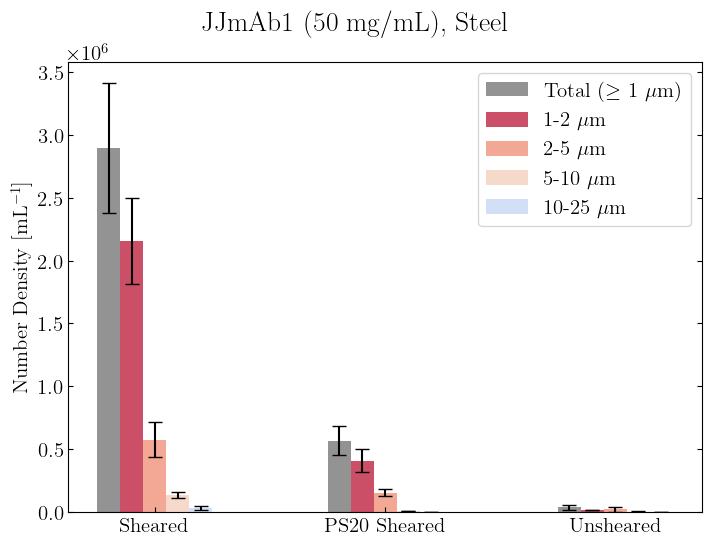 JJmAb1 (50 mg/mL), Steel
×10⁶
3.5
3.0
2.5
2.0
1.5
1.0
0.5
0.0
Number Density [mL⁻¹]
Total (≥ 1 μm)
1-2 μm
2-5 μm
5-10 μm
10-25 μm
Sheared
PS20 Sheared
Unsheared